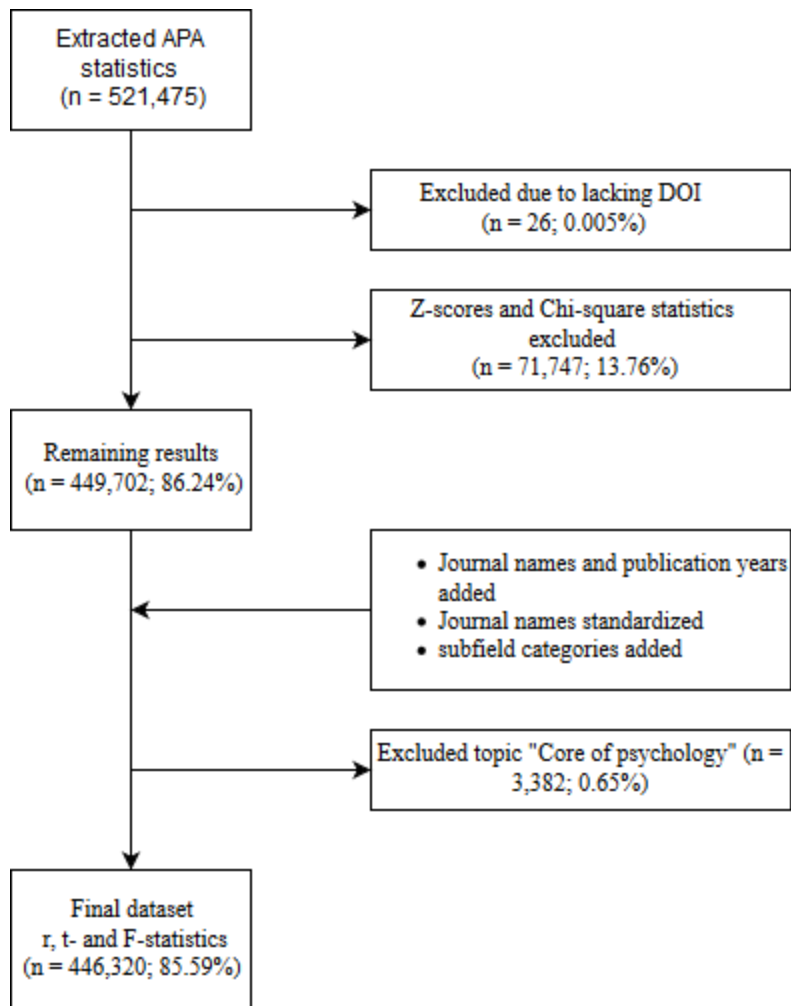 Extracted APA
statistics
(n = 521,475)
Excluded due to lacking DOI
(n = 26; 0.005%)
Z-scores and Chi-square statistics
excluded
(n = 71,747; 13.76%)
Remaining results
(n = 449,702; 86.24%)
• Journal names and publication years
added
• Journal names standardized
• subfield categories added
Excluded topic "Core of psychology" (n =
3,382; 0.65%)
Final dataset
r, t- and F-statistics
(n = 446,320; 85.59%)